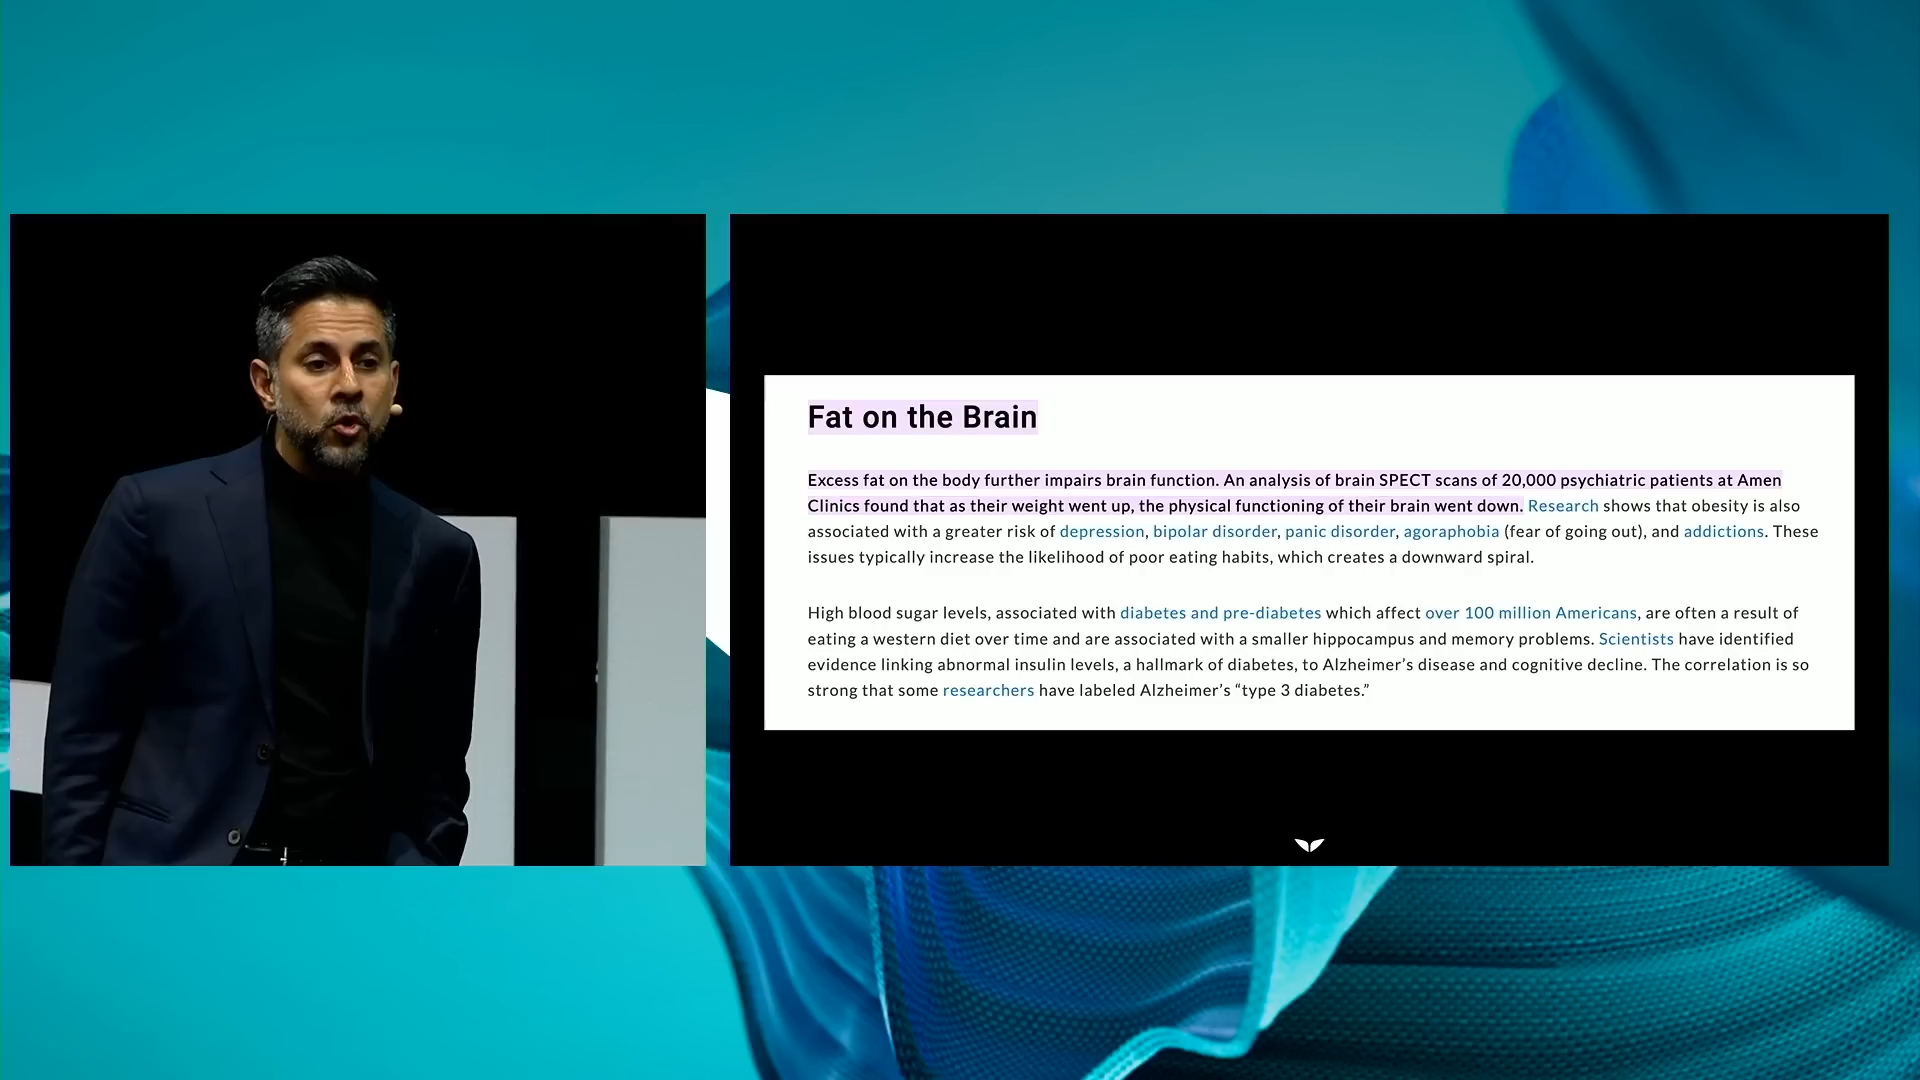 Fat on the Brain
Excess fat on the body further impairs brain function. An analysis of brain SPECT scans of 20,000 psychiatric patients at Amen
Clinics found that as their weight went up, the physical functioning of their brain went down. Research shows that obesity is also
associated with a greater risk of depression, bipolar disorder, panic disorder, agoraphobia (fear of going out), and addictions. These
issues typically increase the likelihood of poor eating habits, which creates a downward spiral.
High blood sugar levels, associated with diabetes and pre-diabetes which affect over 100 million Americans, are often a result of
eating a western diet over time and are associated with a smaller hippocampus and memory problems. Scientists have identified
evidence linking abnormal insulin levels, a hallmark of diabetes, to Alzheimer’s disease and cognitive decline. The correlation is so
strong that some researchers have labeled Alzheimer’s “type 3 diabetes.”